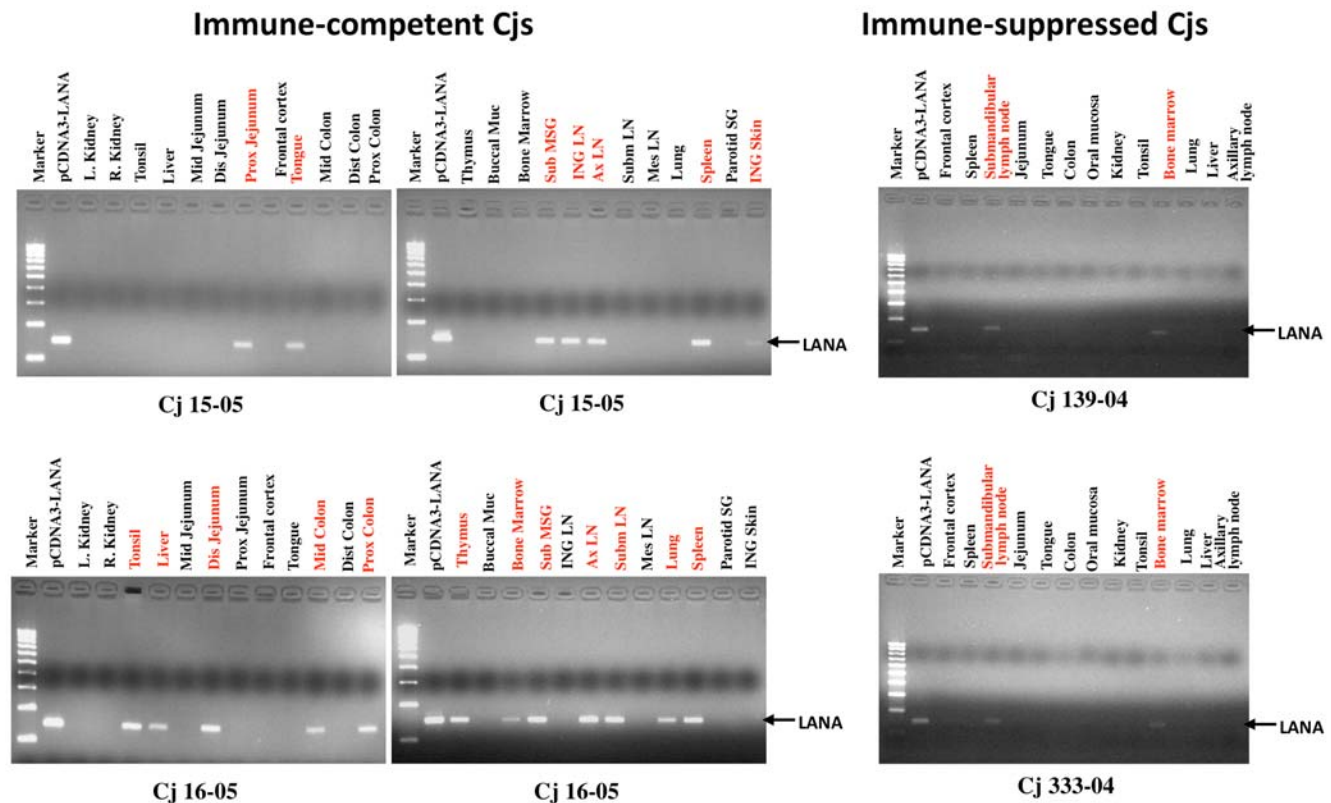 Immune-competent Cjs
Immune-suppressed Cjs
Marker
pCDNA3-LANA
L. Kidney
R. Kidney
Tonsil
Liver
Mid Jejunum
Dis Jejunum
Prox Jejunum
Frontal cortex
Tongue
Mid Colon
Dist Colon
Prox Colon
Marker
pCDNA3-LANA
Thymus
Buccal Muc
Bone Marrow
Sub MSG
ING LN
Ax LN
Subm LN
Mes LN
Lung
Spleen
Parotid SG
ING Skin
LANA
Marker
pCDNA3-LANA
Frontal cortex
Spleen
Submandibular
lymph node
Jejunum
Tongue
Colon
Oral mucosa
Kidney
Tonsil
Bone marrow
Lung
Liver
Axillary
lymph node
LANA
Cj 15-05
Cj 15-05
Cj 139-04
Marker
pCDNA3-LANA
L. Kidney
R. Kidney
Tonsil
Liver
Mid Jejunum
Dis Jejunum
Prox Jejunum
Frontal cortex
Tongue
Mid Colon
Dist Colon
Prox Colon
Marker
pCDNA3-LANA
Thymus
Buccal Muc
Bone Marrow
Sub MSG
ING LN
Ax LN
Subm LN
Mes LN
Lung
Spleen
Parotid SG
ING Skin
LANA
Marker
pCDNA3-LANA
Frontal cortex
Spleen
Submandibular
lymph node
Jejunum
Tongue
Colon
Oral mucosa
Kidney
Tonsil
Bone marrow
Lung
Liver
Axillary
lymph node
LANA
Cj 16-05
Cj 16-05
Cj 333-04